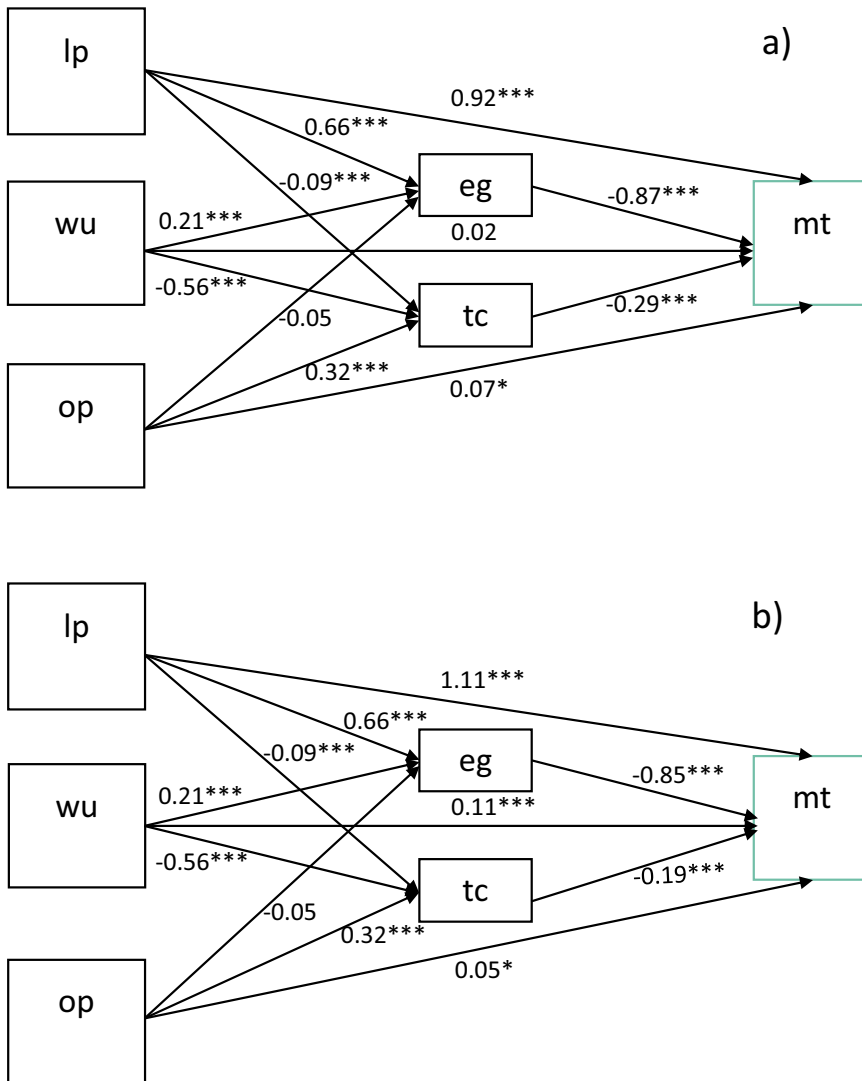 lp
a)
0.92***
0.66***
-0.09***
eg
wu
0.21***
-0.87***
mt
0.02
-0.56***
tc
-0.29***
-0.05
0.32***
op
0.07*
lp
b)
1.11***
0.66***
-0.09***
eg
wu
0.21***
-0.85***
mt
0.11***
-0.56***
tc
-0.19***
-0.05
0.32***
op
0.05*